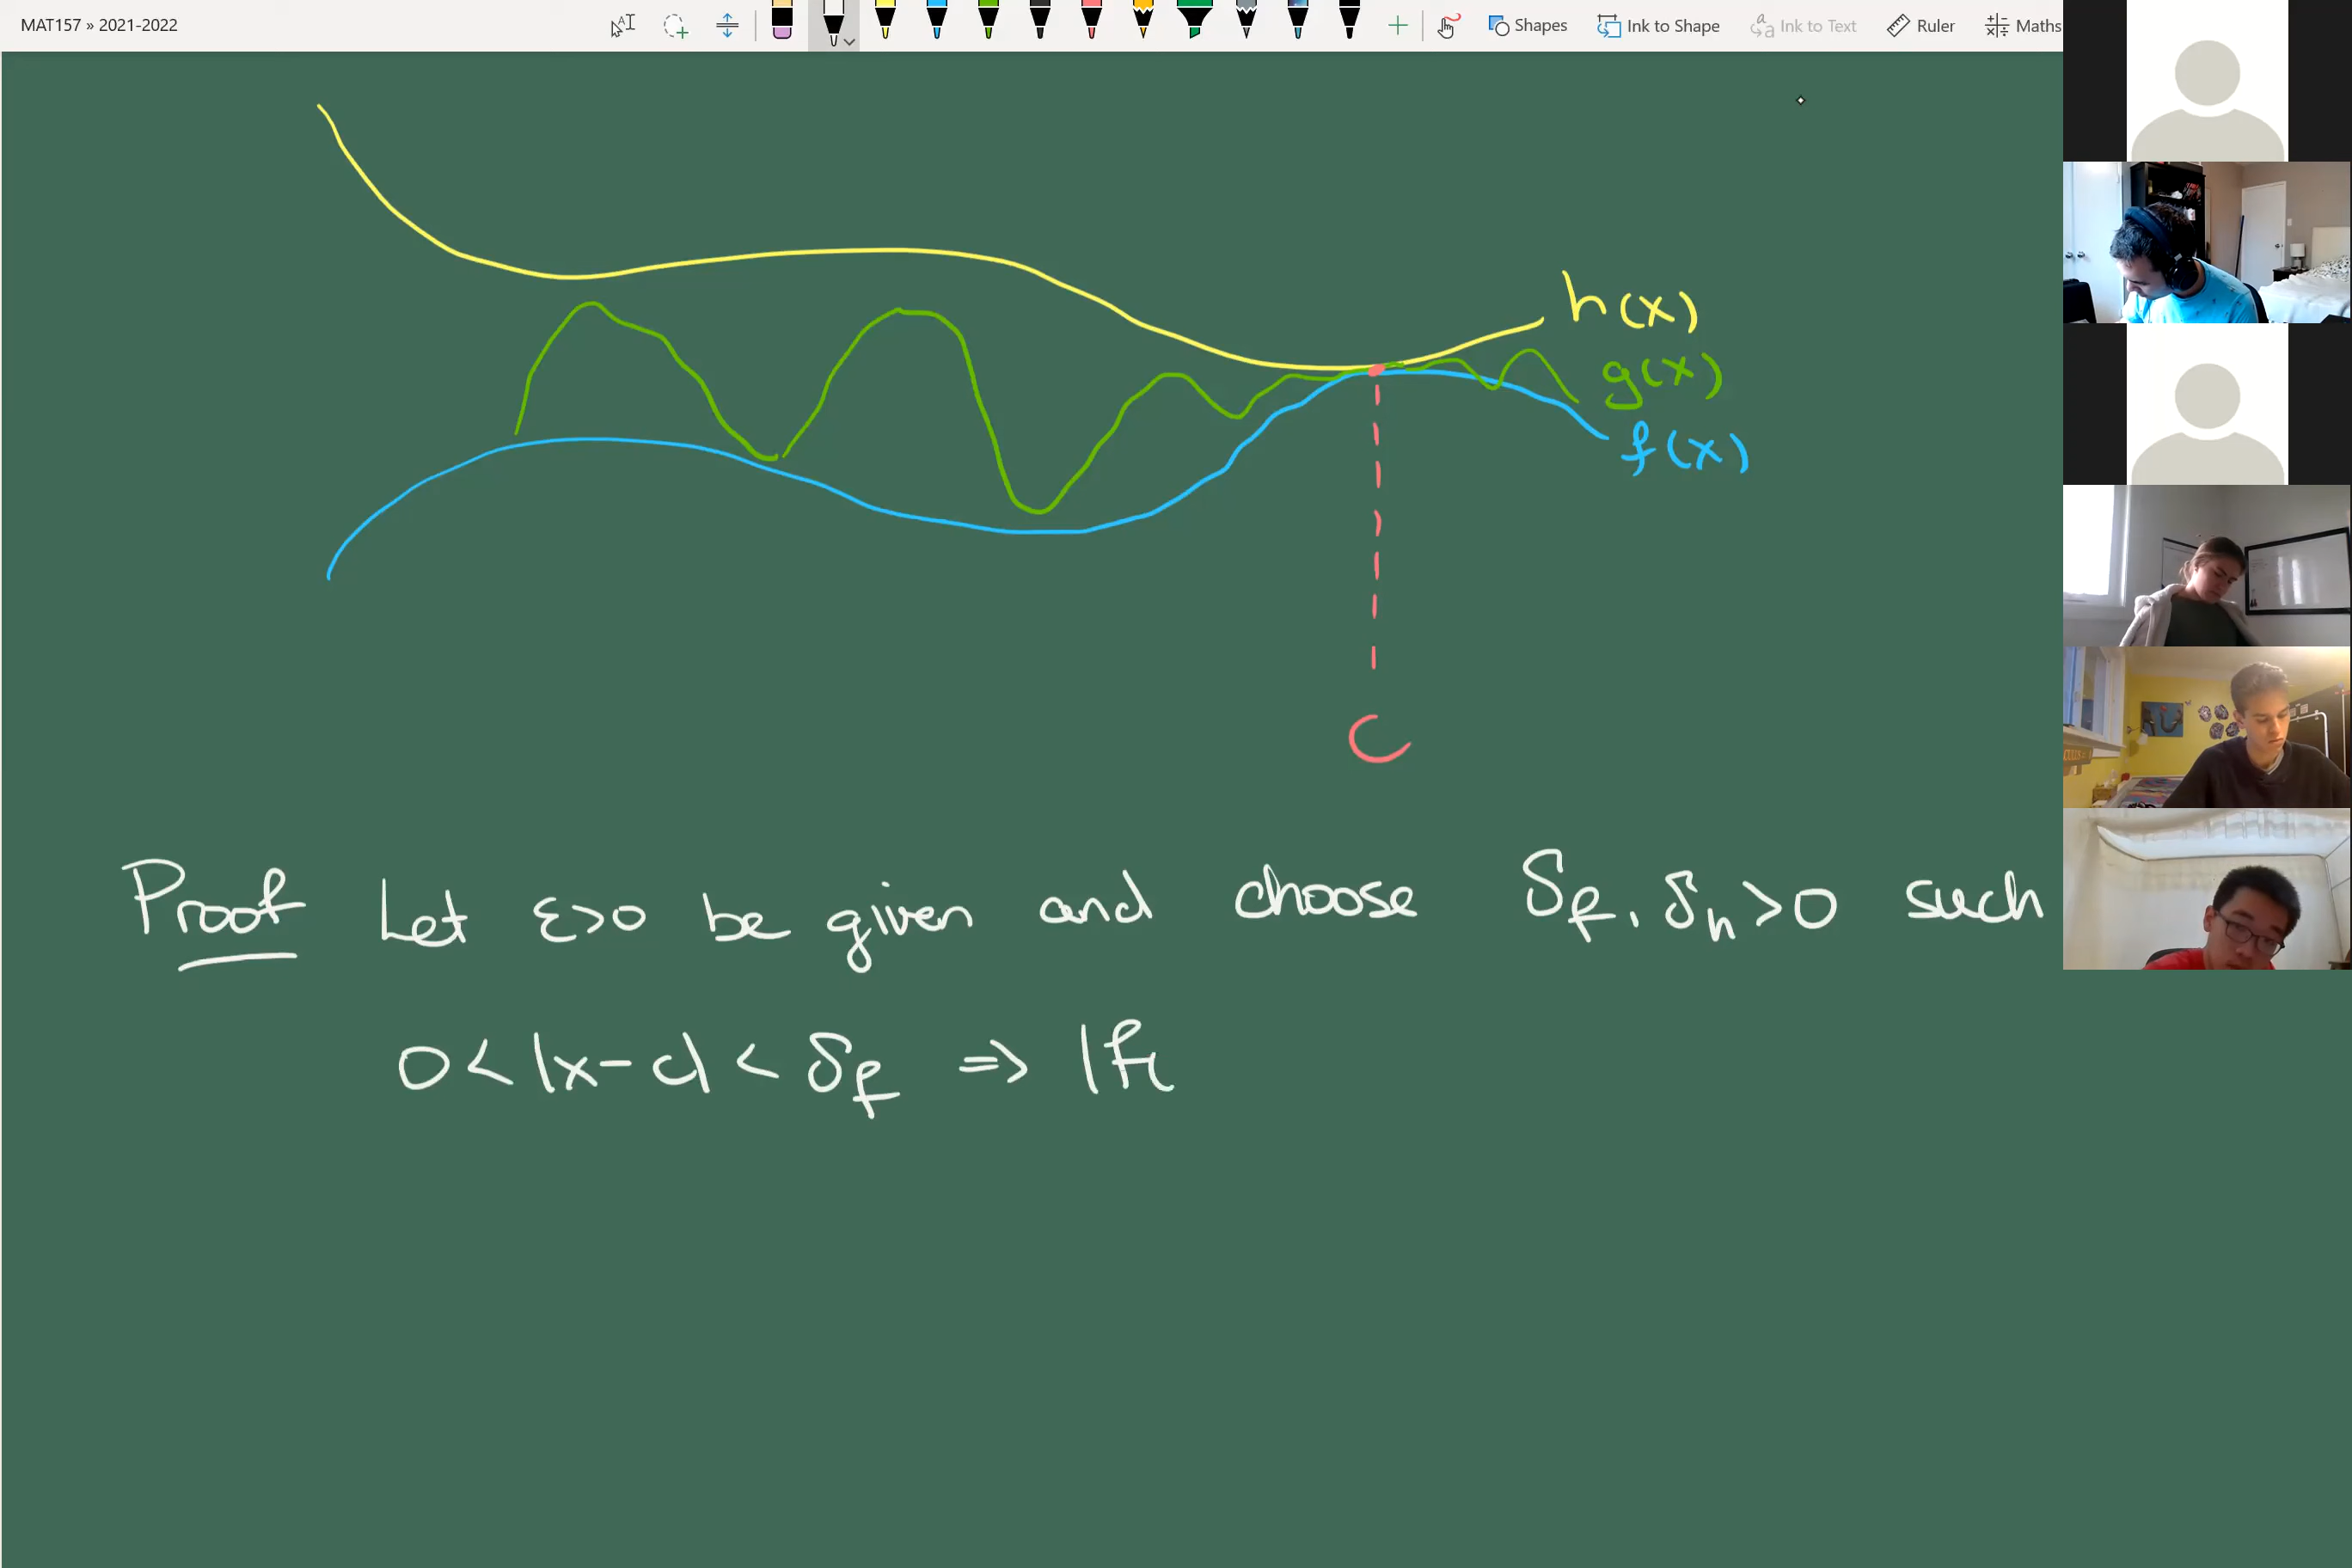 MAT157 » 2021-2022
Shapes Ink to Shape Ink to Text Ruler Maths
h(x)
g(x)
f(x)
c
Proof Let ε>0 be given and choose δf, δh>0 such
0<|x-c|<δf => |f(